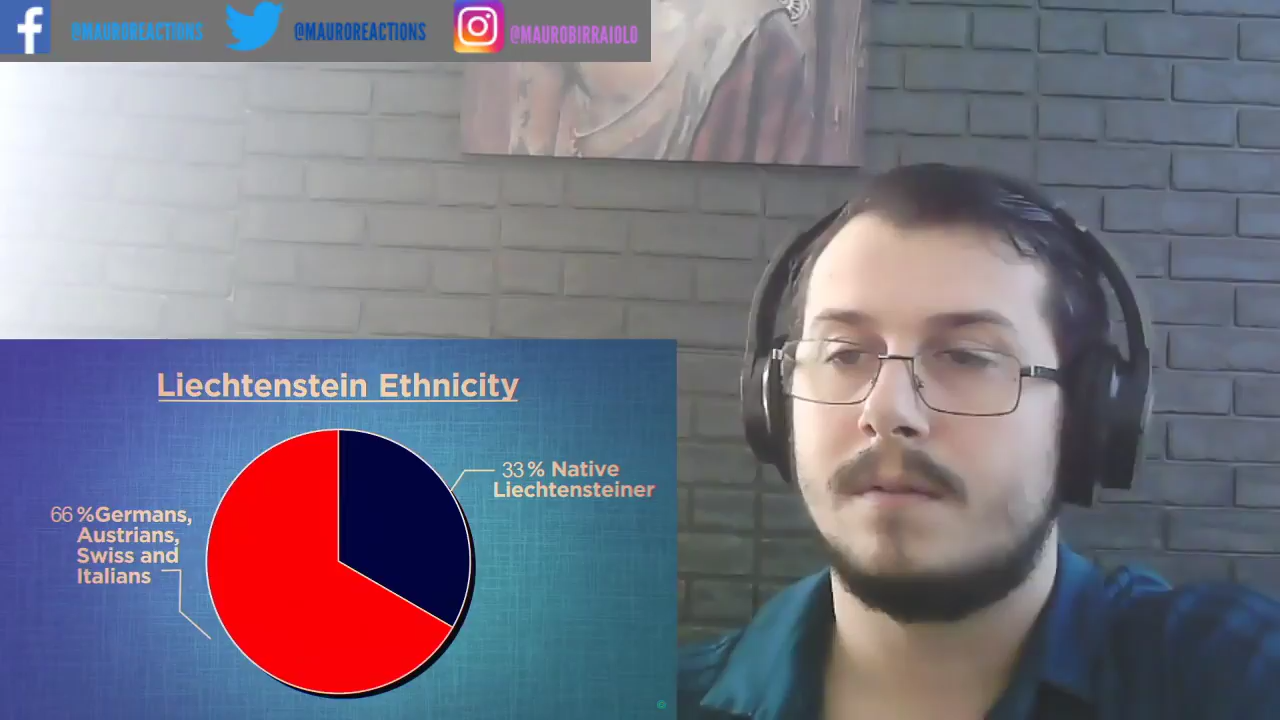 @MAUROREACTIONS @MAUROREACTIONS @MAUROBIRRAIOLO
Liechtenstein Ethnicity
33% Native
Liechtensteiner
66%Germans,
Austrians,
Swiss and
Italians